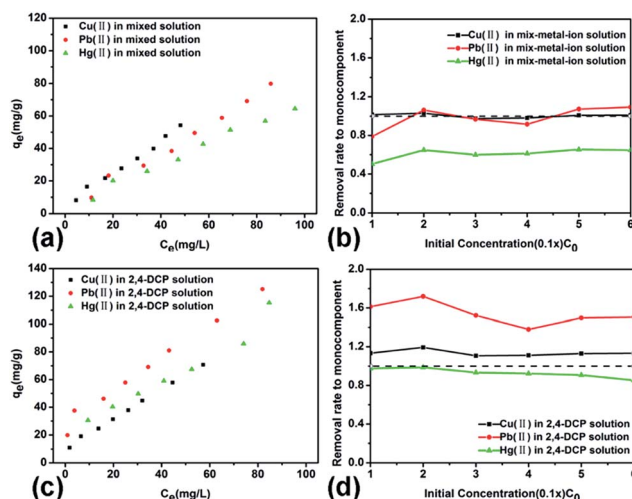 100
80
60
40
20
0
0 20 40 60 80 100
qe(mg/g)
Ce(mg/L)
Cu(Ⅱ) in mixed solution
Pb(Ⅱ) in mixed solution
Hg(Ⅱ) in mixed solution
(a)
2.0
1.6
1.2
0.8
0.4
0.0
1 2 3 4 5 6
Removal rate to monocomponent
Initial Concentration(0.1x)C0
Cu(Ⅱ) in mix-metal-ion solution
Pb(Ⅱ) in mix-metal-ion solution
Hg(Ⅱ) in mix-metal-ion solution
(b)
140
120
100
80
60
40
20
0
0 20 40 60 80 100
qe(mg/g)
Ce(mg/L)
Cu(Ⅱ) in 2,4-DCP solution
Pb(Ⅱ) in 2,4-DCP solution
Hg(Ⅱ) in 2,4-DCP solution
(c)
2.0
1.6
1.2
0.8
0.4
0.0
1 2 3 4 5 6
Removal rate to monocomponent
Initial Concentration(0.1x)C0
Cu(Ⅱ) in 2,4-DCP solution
Pb(Ⅱ) in 2,4-DCP solution
Hg(Ⅱ) in 2,4-DCP solution
(d)